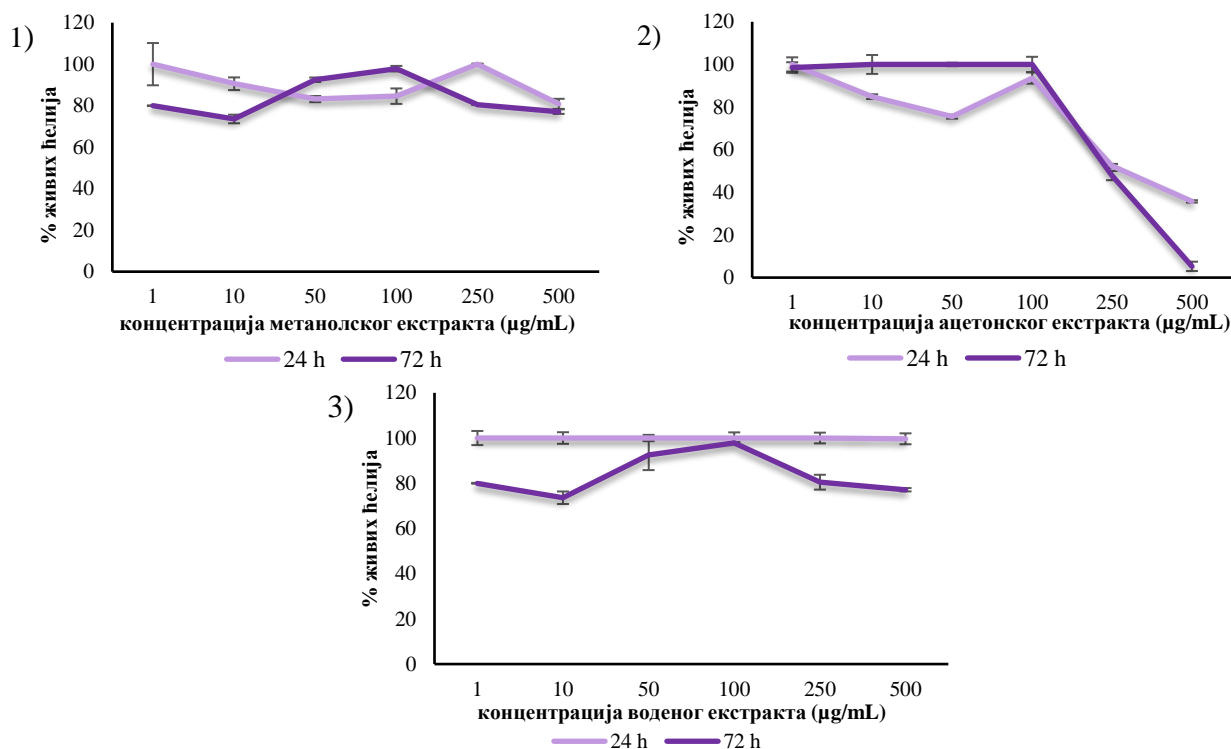 1)
120
100
80
60
40
20
0
% живих ћелија
1 10 50 100 250 500
концентрација метанолског екстракта (µg/mL)
24 h 72 h
2)
120
100
80
60
40
20
0
% живих ћелија
1 10 50 100 250 500
концентрација ацетонског екстракта (µg/mL)
24 h 72 h
3)
120
100
80
60
40
20
0
% живих ћелија
1 10 50 100 250 500
концентрација воденог екстракта (µg/mL)
24 h 72 h